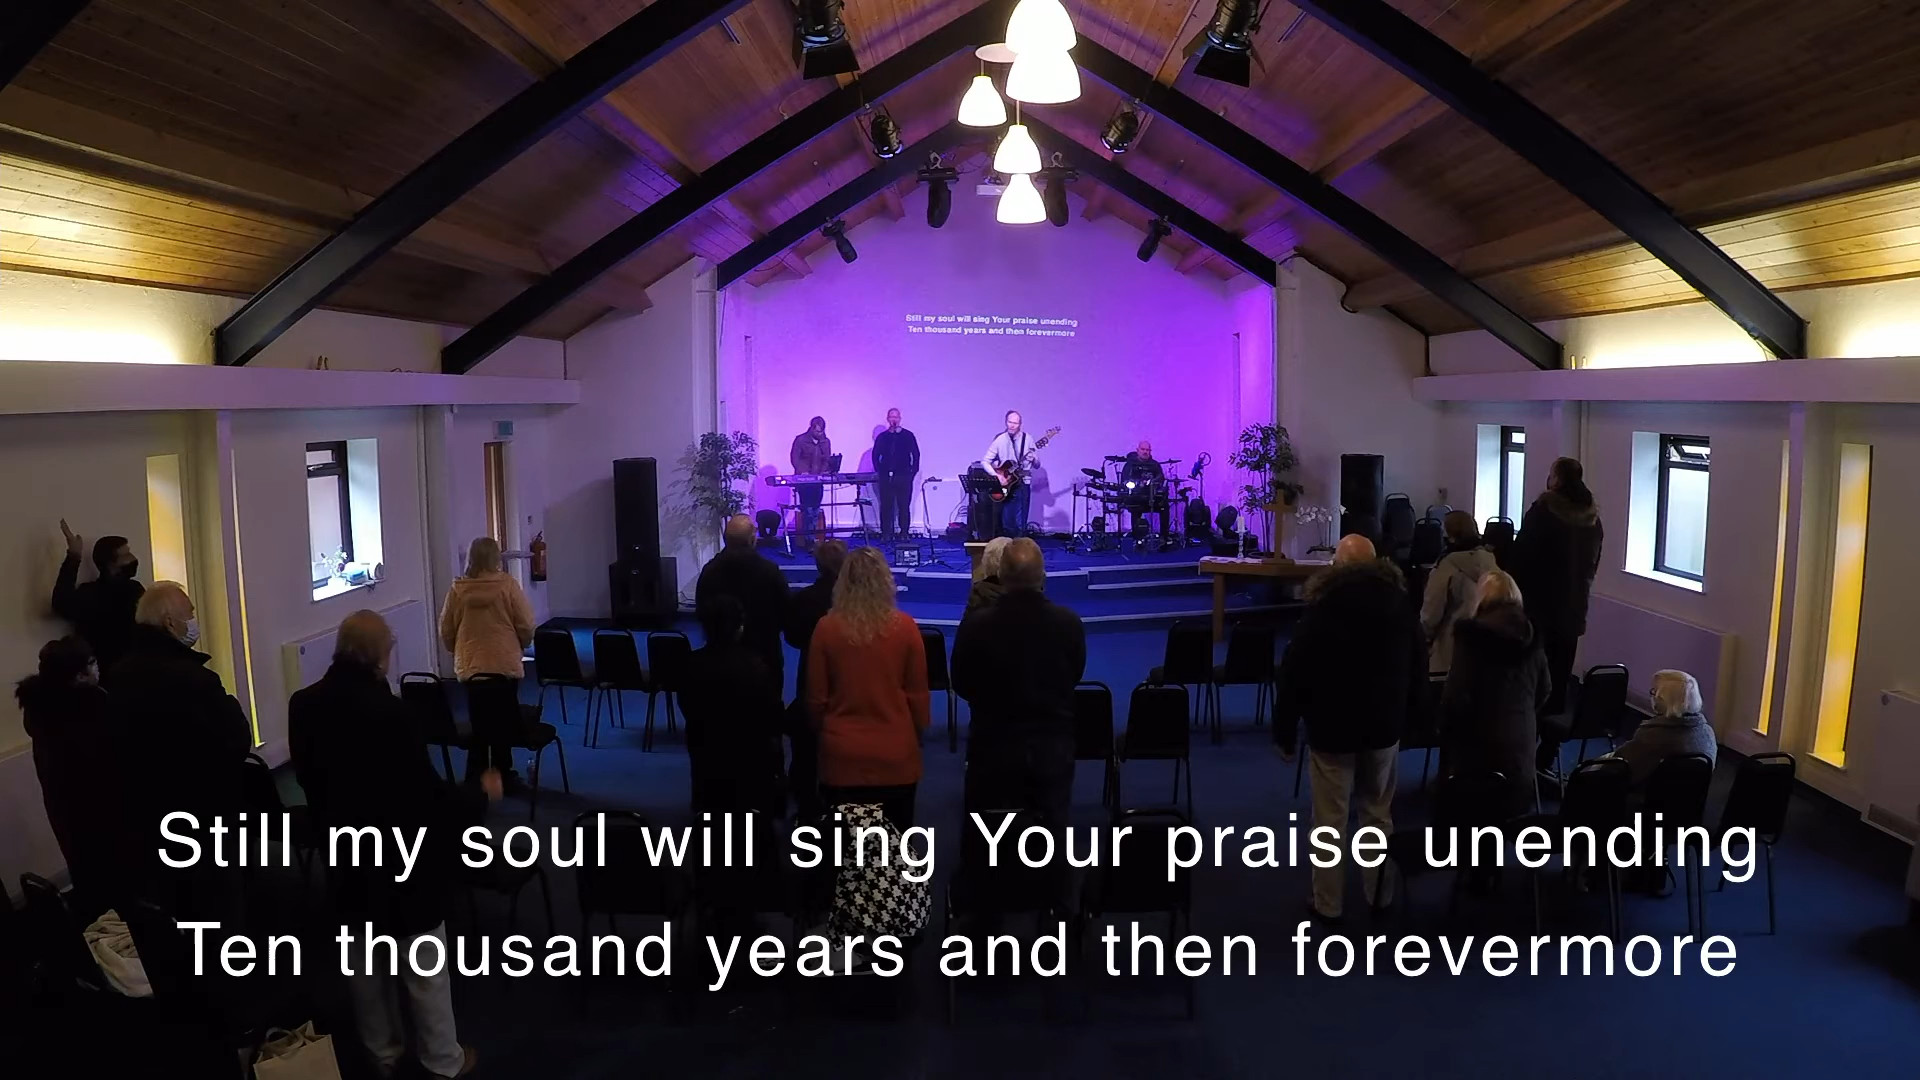 Still my soul will sing Your praise unending
Ten thousand years and then forevermore
Still my soul will sing Your praise unending
Ten thousand years and then forevermore